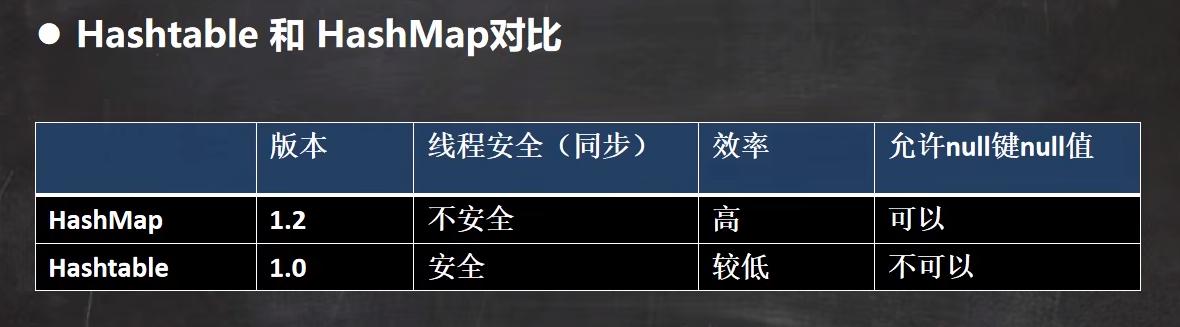 ● Hashtable 和 HashMap对比
版本 线程安全（同步） 效率 允许null键null值
HashMap 1.2 不安全 高 可以
Hashtable 1.0 安全 较低 不可以